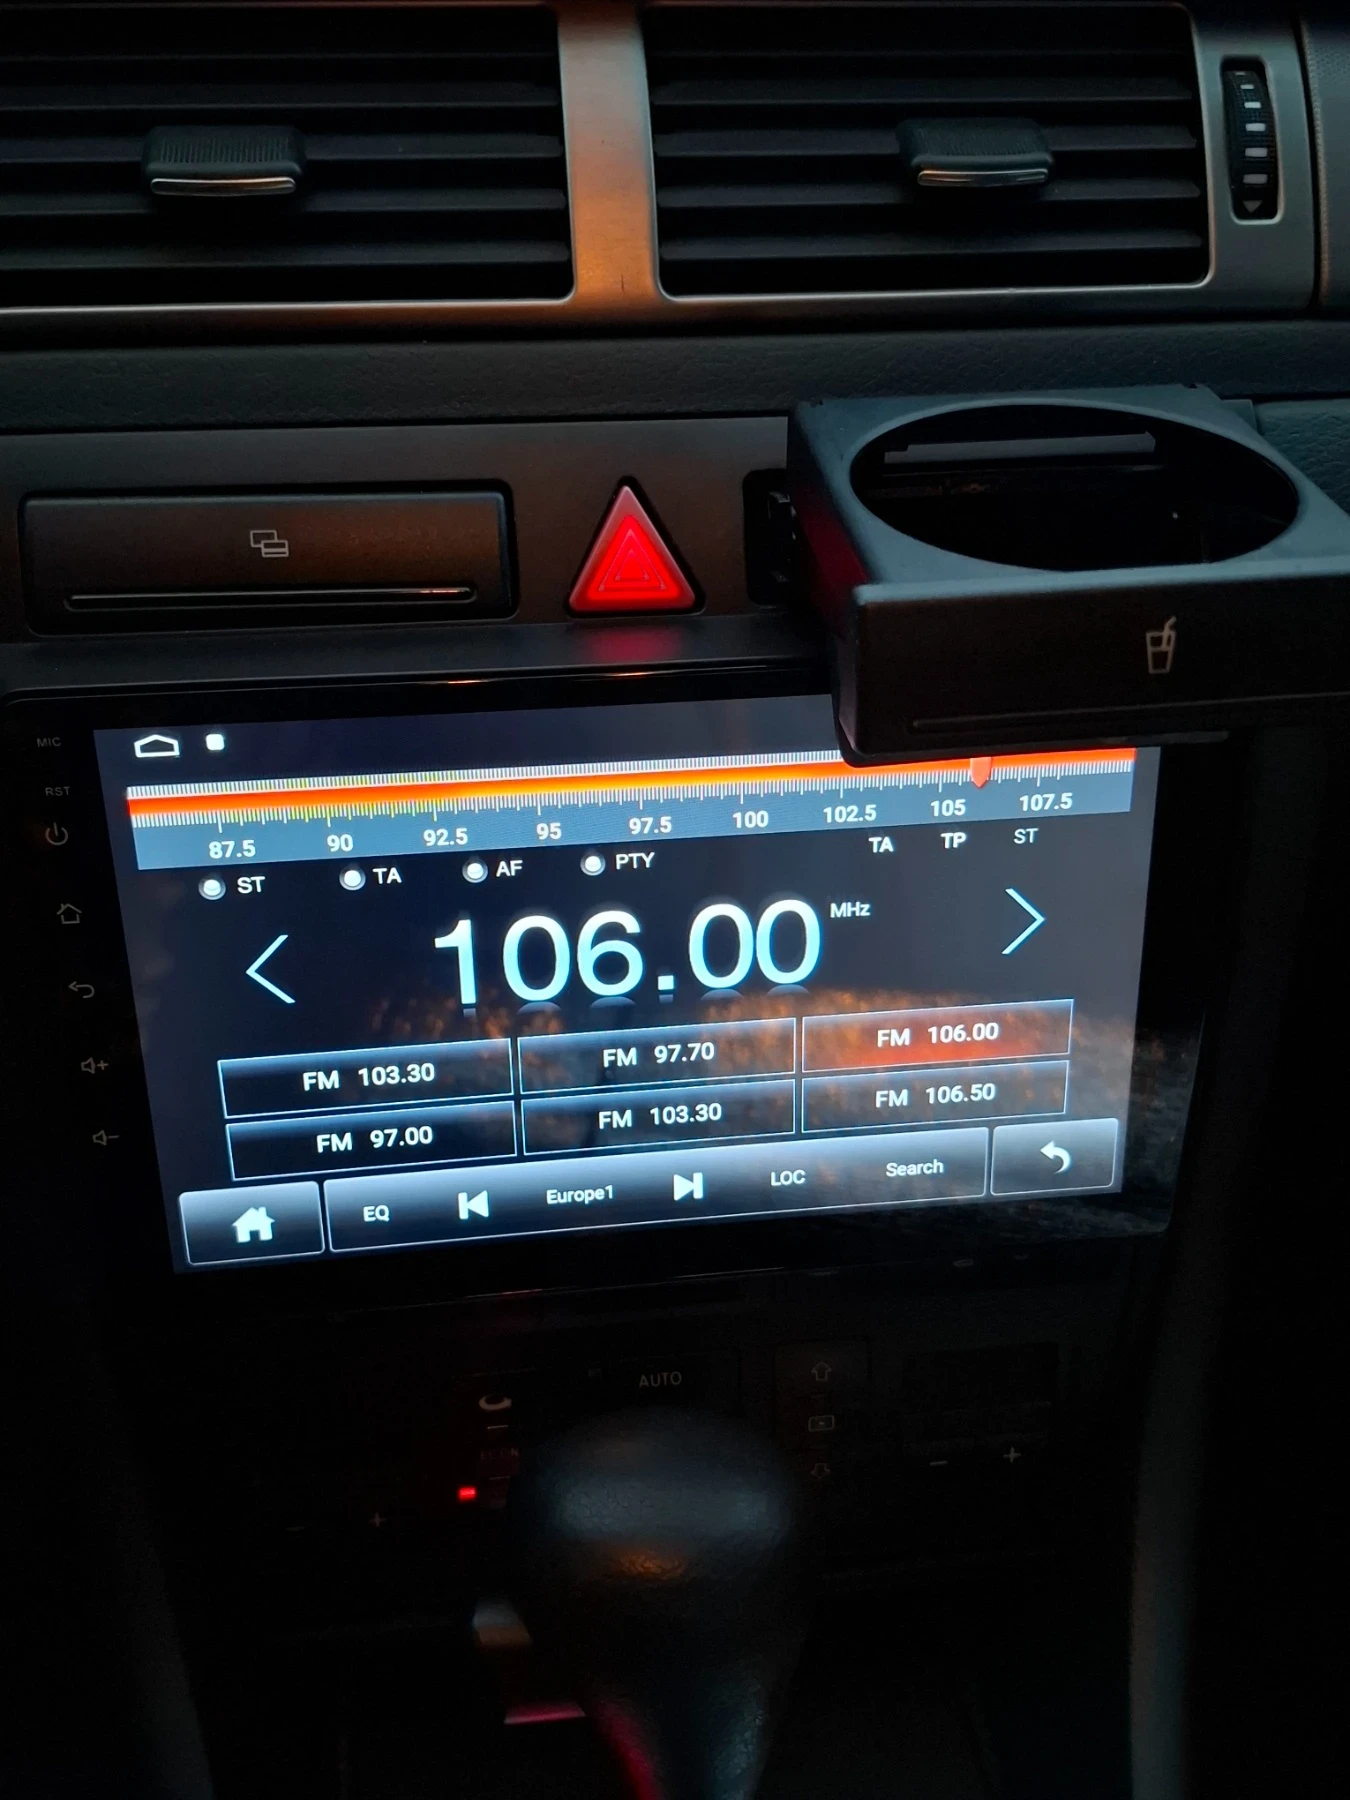 MIC
RST
87.5 90 92.5 95 97.5 100 102.5 105 107.5
ST TA AF PTY TA TP ST
106.00 MHz
FM 103.30 FM 97.70 FM 106.00
FM 97.00 FM 103.30 FM 106.50
EQ Europe1 LOC Search
AUTO